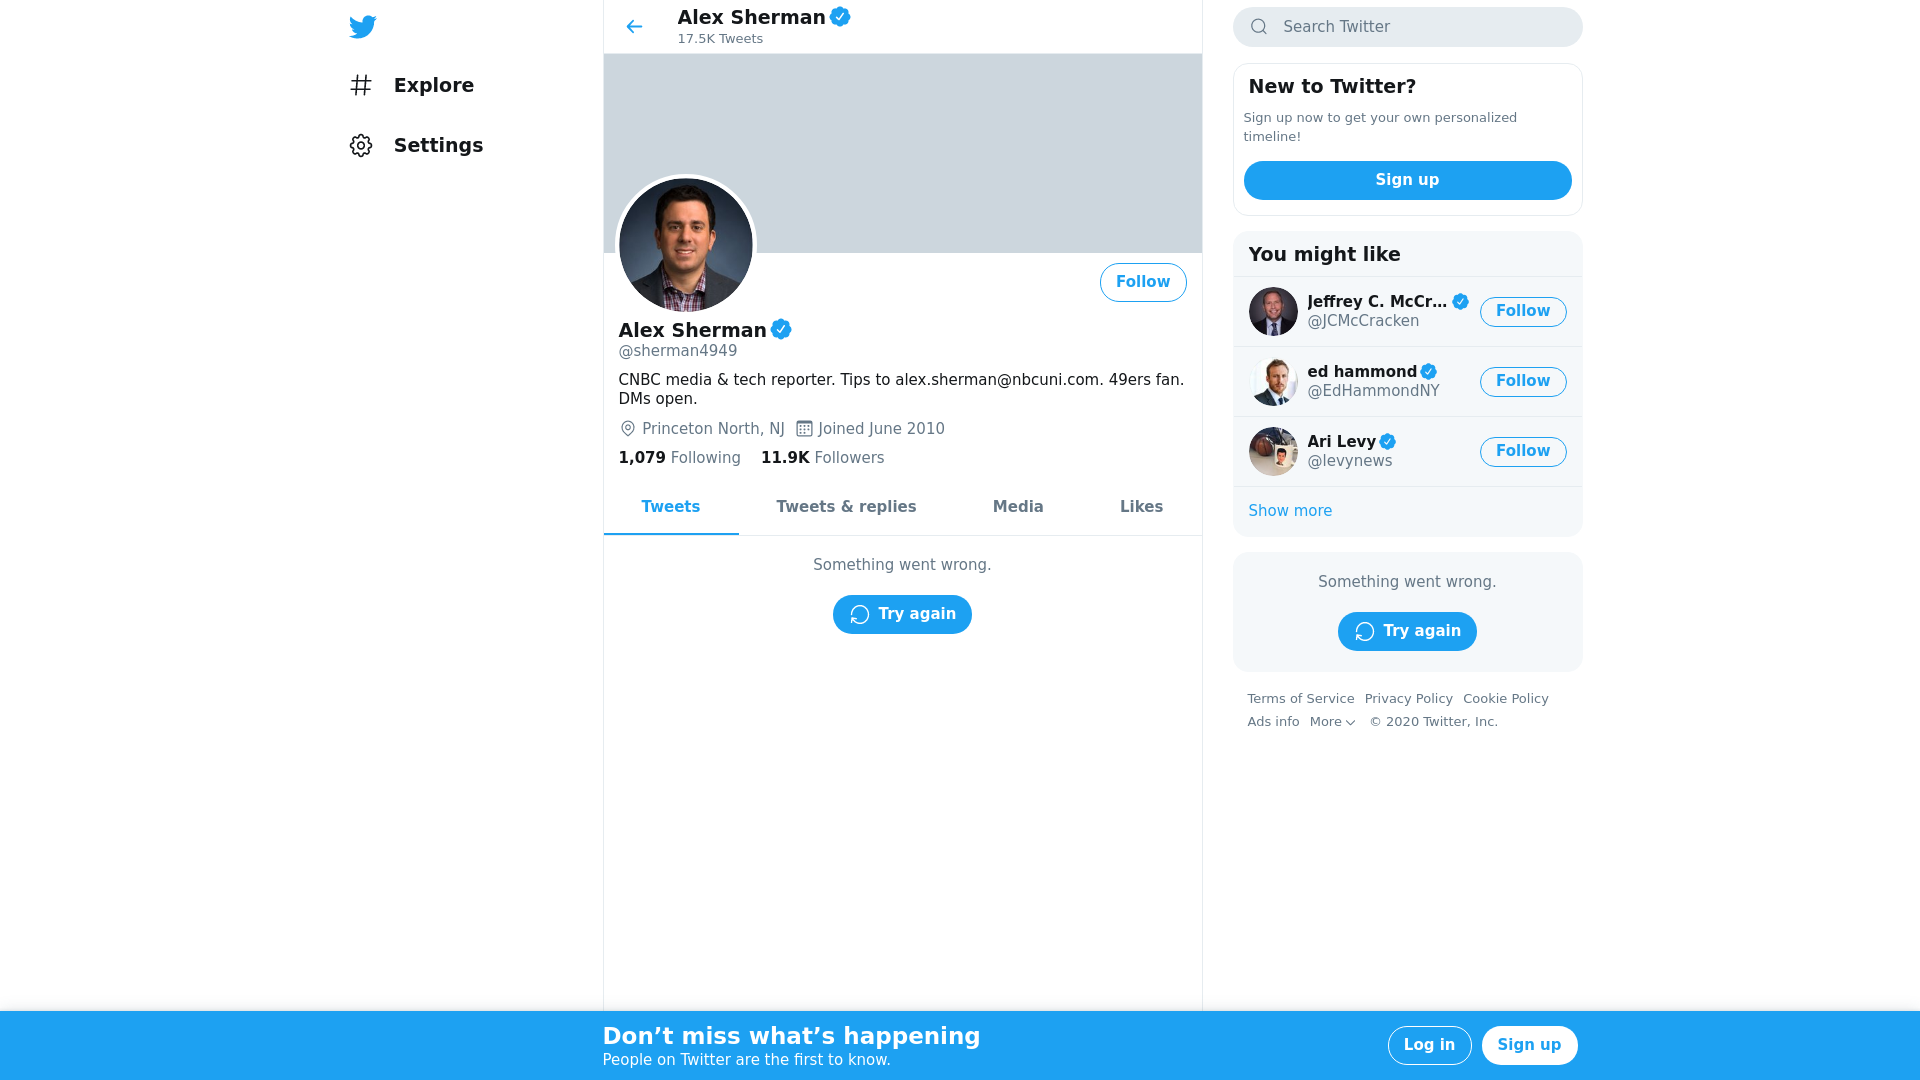 Explore
Settings
Alex Sherman
17.5K Tweets
Follow
Alex Sherman
@sherman4949
CNBC media & tech reporter. Tips to alex.sherman@nbcuni.com. 49ers fan.
DMs open.
Princeton North, NJ Joined June 2010
1,079 Following 11.9K Followers
Tweets Tweets & replies Media Likes
Something went wrong.
Try again
Search Twitter
New to Twitter?
Sign up now to get your own personalized
timeline!
Sign up
You might like
Jeffrey C. McCr…
@JCMcCracken
Follow
ed hammond
@EdHammondNY
Follow
Ari Levy
@levynews
Follow
Show more
Something went wrong.
Try again
Terms of Service Privacy Policy Cookie Policy
Ads info More © 2020 Twitter, Inc.
Don’t miss what’s happening
People on Twitter are the first to know.
Log in
Sign up